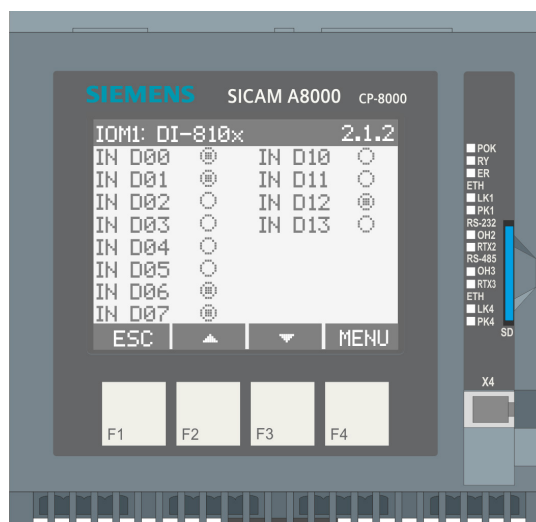 SIEMENS SICAM A8000 CP-8000
IOM1: DI-810x 2.1.2
IN D00 IN D10
IN D01 IN D11
IN D02 IN D12
IN D03 IN D13
IN D04
IN D05
IN D06
IN D07
ESC MENU
F1 F2 F3 F4
POK
RY
ER
ETH
LK1
PK1
RS-232
OH2
RTX2
RS-485
OH3
RTX3
ETH
LK4
PK4
SD
X4